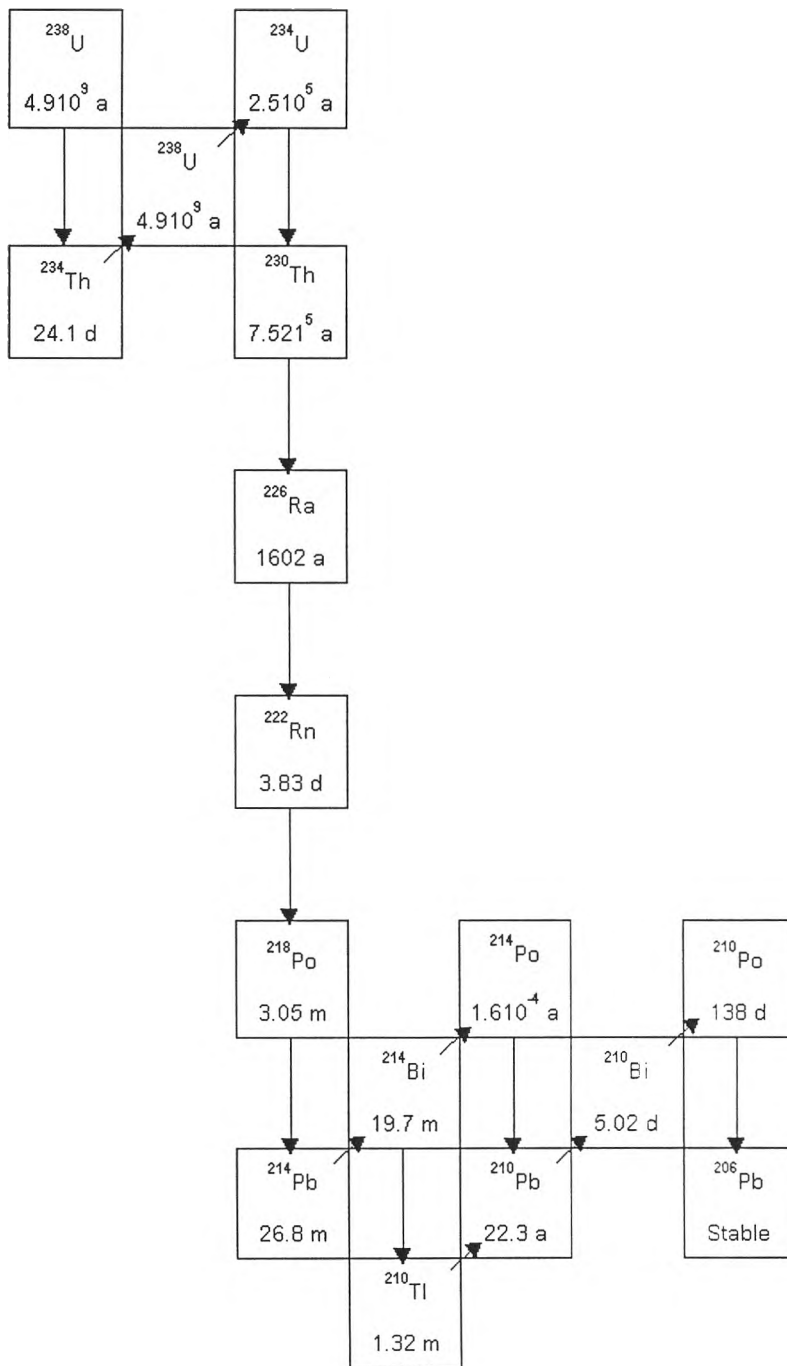 ²³⁸U
4.910⁹ a
²³⁴U
2.510⁵ a
²³⁸U
4.910⁹ a
²³⁴Th
24.1 d
²³⁰Th
7.521⁵ a
²²⁶Ra
1602 a
²²²Rn
3.83 d
²¹⁸Po
3.05 m
²¹⁴Po
1.610⁻⁴ a
²¹⁰Po
138 d
²¹⁴Bi
19.7 m
²¹⁰Bi
5.02 d
²¹⁴Pb
26.8 m
²¹⁰Pb
22.3 a
²⁰⁶Pb
Stable
²¹⁰Tl
1.32 m